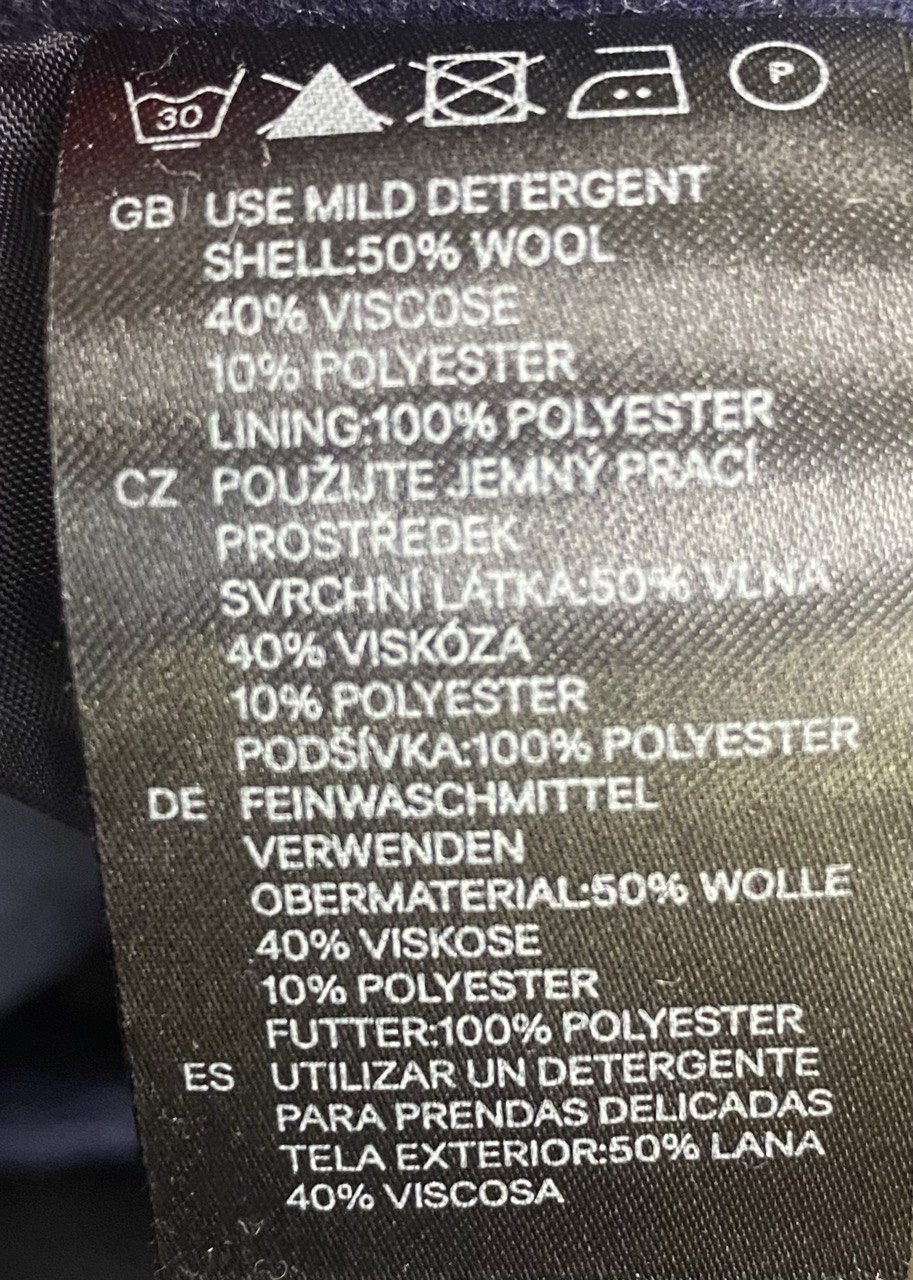 30
P
GB USE MILD DETERGENT
SHELL:50% WOOL
40% VISCOSE
10% POLYESTER
LINING:100% POLYESTER
CZ POUŽIJTE JEMNÝ PRACÍ
PROSTŘEDEK
SVRCHNÍ LÁTKA:50% VLNA
40% VISKÓZA
10% POLYESTER
PODŠÍVKA:100% POLYESTER
DE FEINWASCHMITTEL
VERWENDEN
OBERMATERIAL:50% WOLLE
40% VISKOSE
10% POLYESTER
FUTTER:100% POLYESTER
ES UTILIZAR UN DETERGENTE
PARA PRENDAS DELICADAS
TELA EXTERIOR:50% LANA
40% VISCOSA